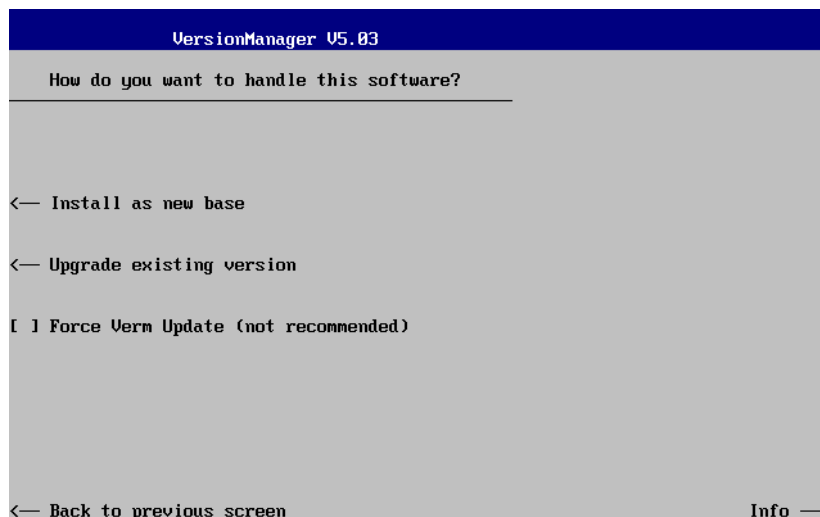 VersionManager V5.03
How do you want to handle this software?
<— Install as new base
<— Upgrade existing version
[ ] Force Verm Update (not recommended)
<— Back to previous screen
Info —